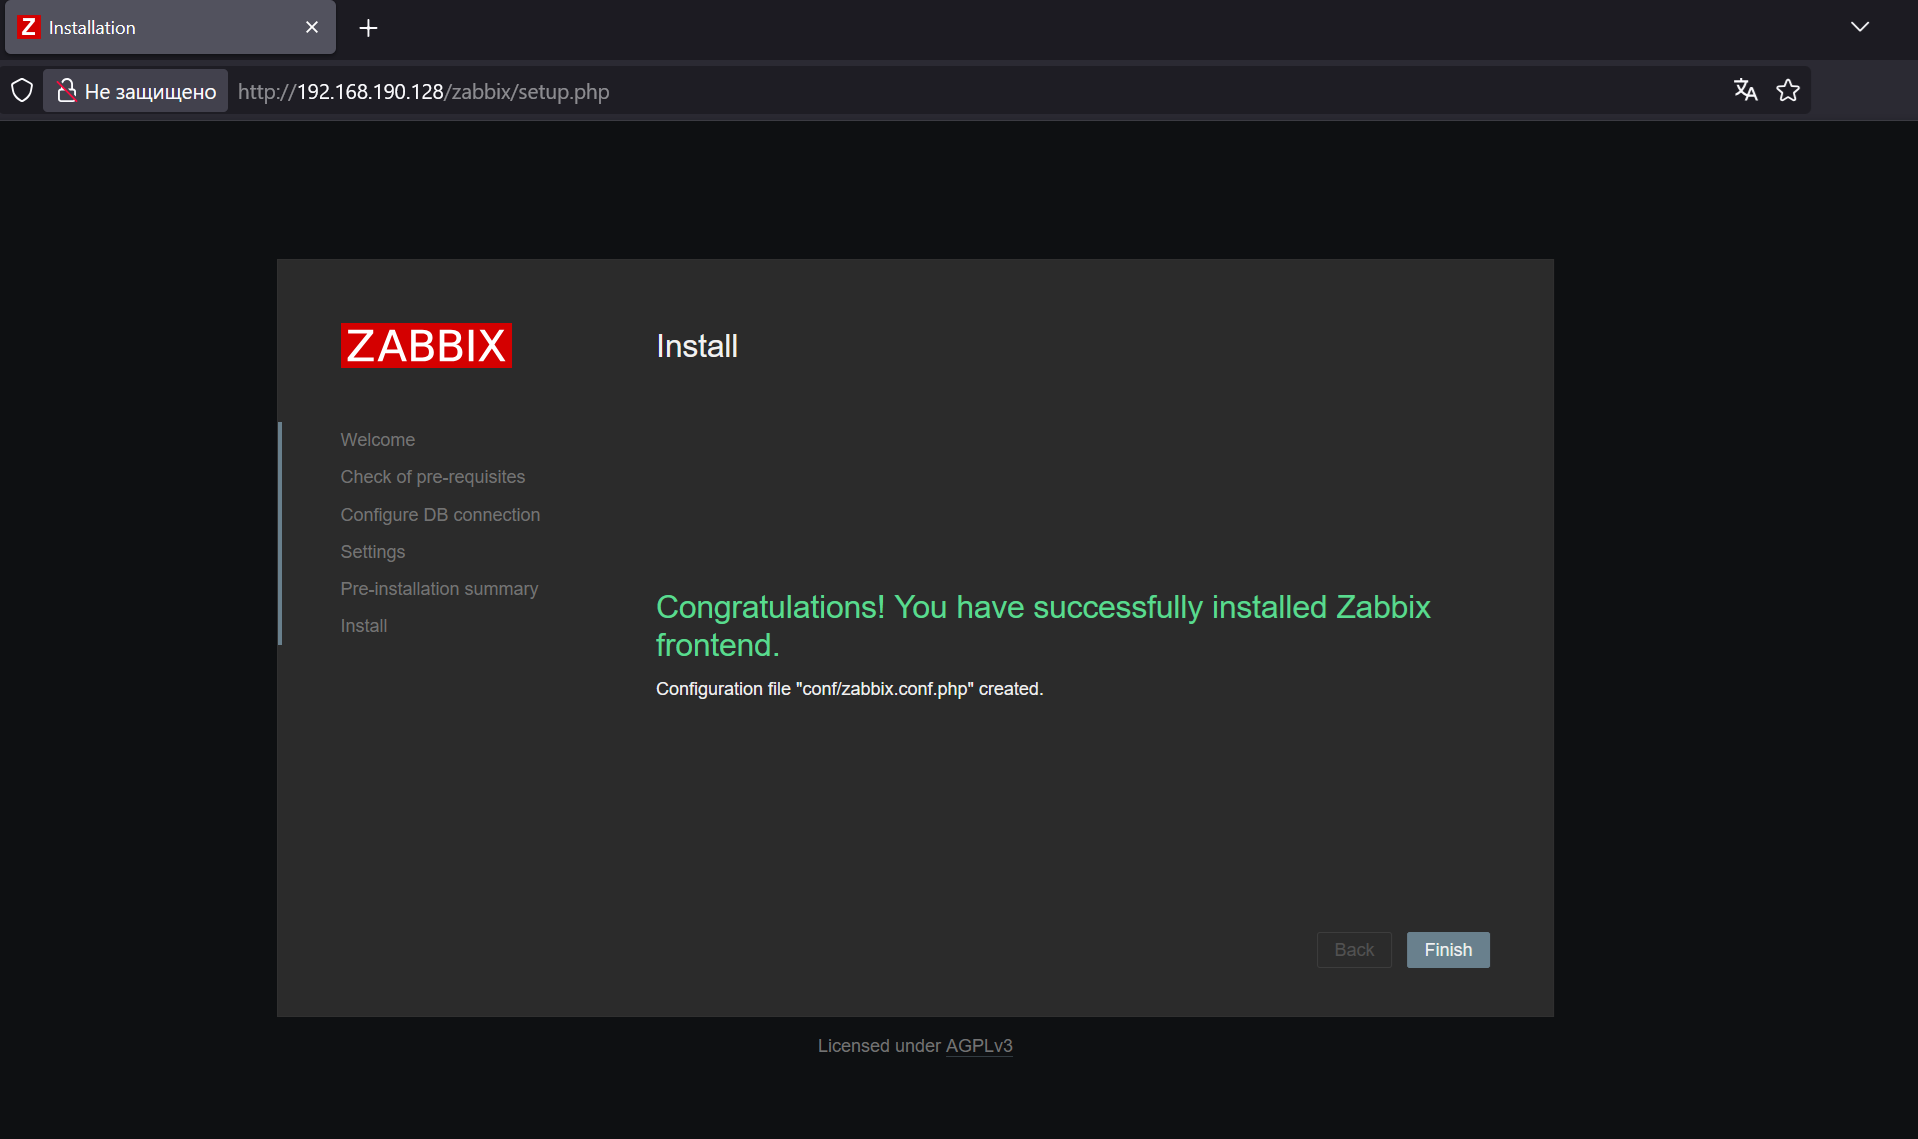 Z Installation
Не защищено http://192.168.190.128/zabbix/setup.php
ZABBIX
Install
Welcome
Check of pre-requisites
Configure DB connection
Settings
Pre-installation summary
Install
Congratulations! You have successfully installed Zabbix
frontend.
Configuration file "conf/zabbix.conf.php" created.
Back Finish
Licensed under AGPLv3